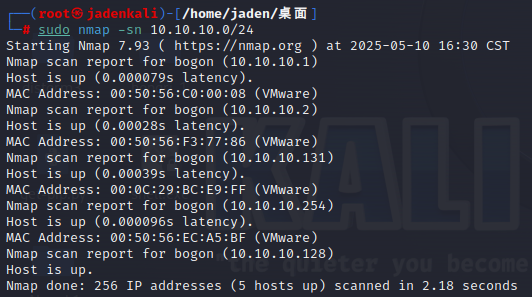 ┌──(root㉿jadenkali)-[/home/jaden/桌面]
└─# sudo nmap -sn 10.10.10.0/24
Starting Nmap 7.93 ( https://nmap.org ) at 2025-05-10 16:30 CST
Nmap scan report for bogon (10.10.10.1)
Host is up (0.000079s latency).
MAC Address: 00:50:56:C0:00:08 (VMware)
Nmap scan report for bogon (10.10.10.2)
Host is up (0.00028s latency).
MAC Address: 00:50:56:F3:77:86 (VMware)
Nmap scan report for bogon (10.10.10.131)
Host is up (0.00039s latency).
MAC Address: 00:0C:29:BC:E9:FF (VMware)
Nmap scan report for bogon (10.10.10.254)
Host is up (0.000096s latency).
MAC Address: 00:50:56:EC:A5:BF (VMware)
Nmap scan report for bogon (10.10.10.128)
Host is up.
Nmap done: 256 IP addresses (5 hosts up) scanned in 2.18 seconds
KALI
"the quieter you become